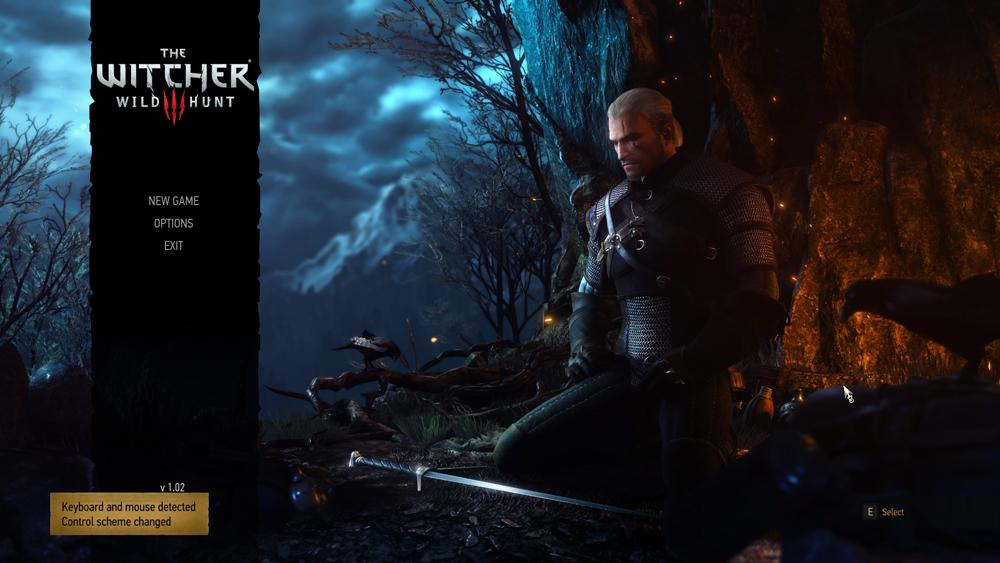 THE
WITCHER
WILD HUNT
NEW GAME
OPTIONS
EXIT
v 1.02
Keyboard and mouse detected
Control scheme changed
E Select